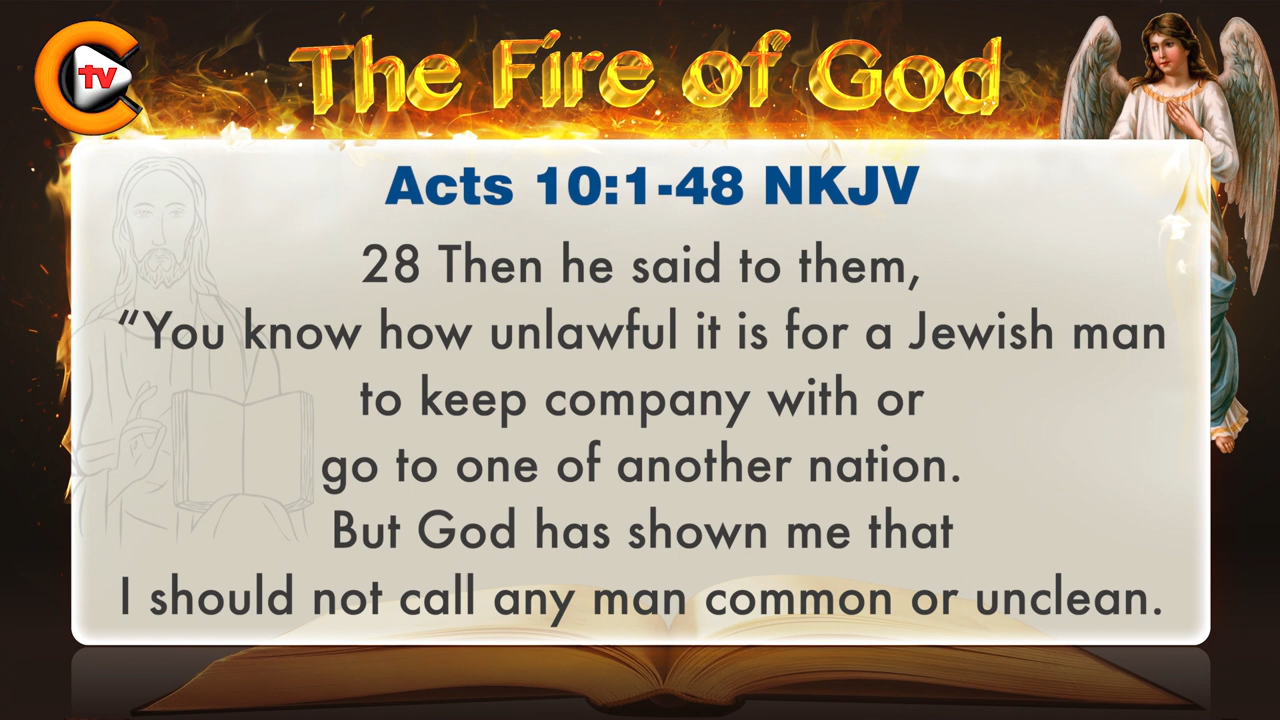 tv
The Fire of God
Acts 10:1-48 NKJV
28 Then he said to them,
“You know how unlawful it is for a Jewish man
to keep company with or
go to one of another nation.
But God has shown me that
I should not call any man common or unclean.